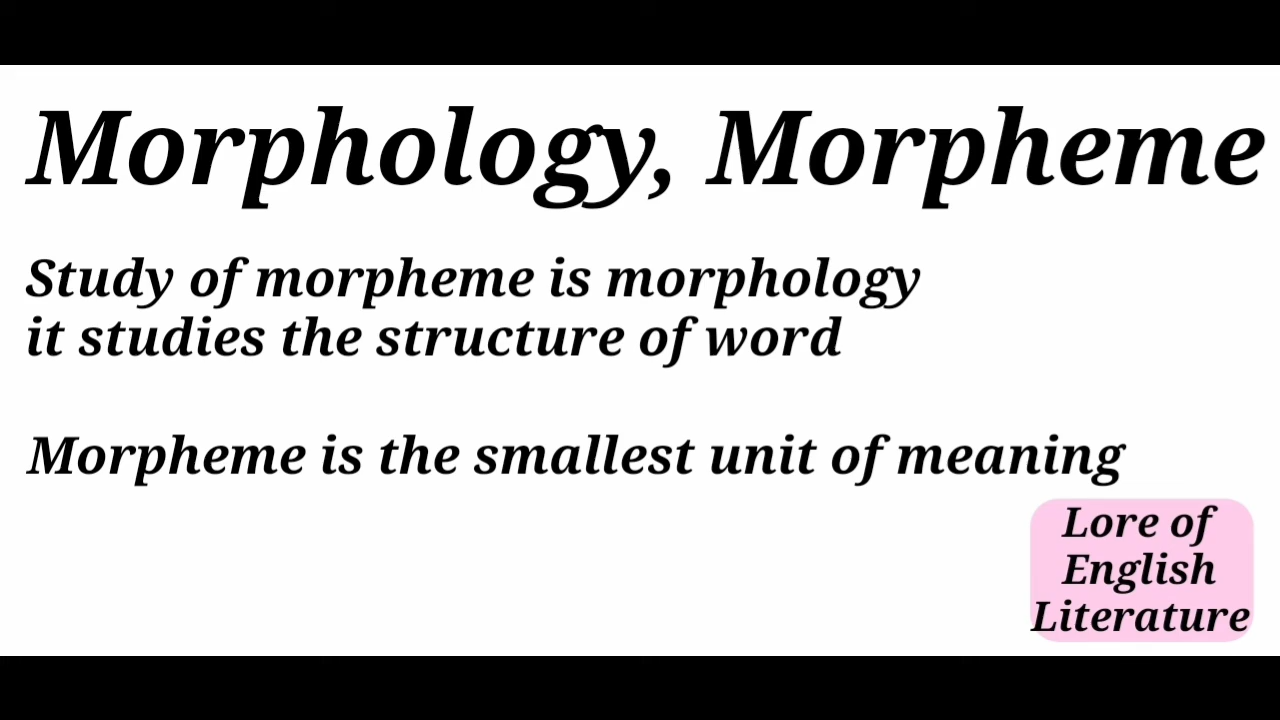 Morphology, Morpheme
Study of morpheme is morphology
it studies the structure of word
Morpheme is the smallest unit of meaning
Lore of
English
Literature